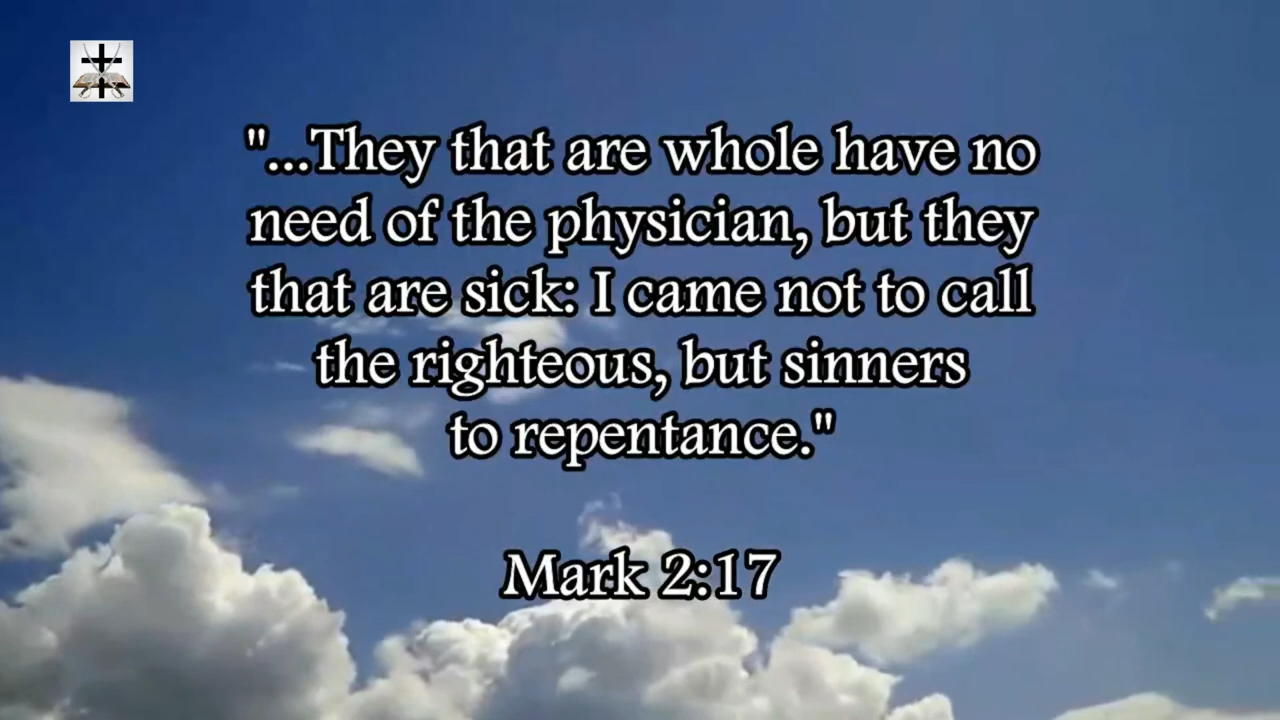 "...They that are whole have no
need of the physician, but they
that are sick: I came not to call
the righteous, but sinners
to repentance."
Mark 2:17